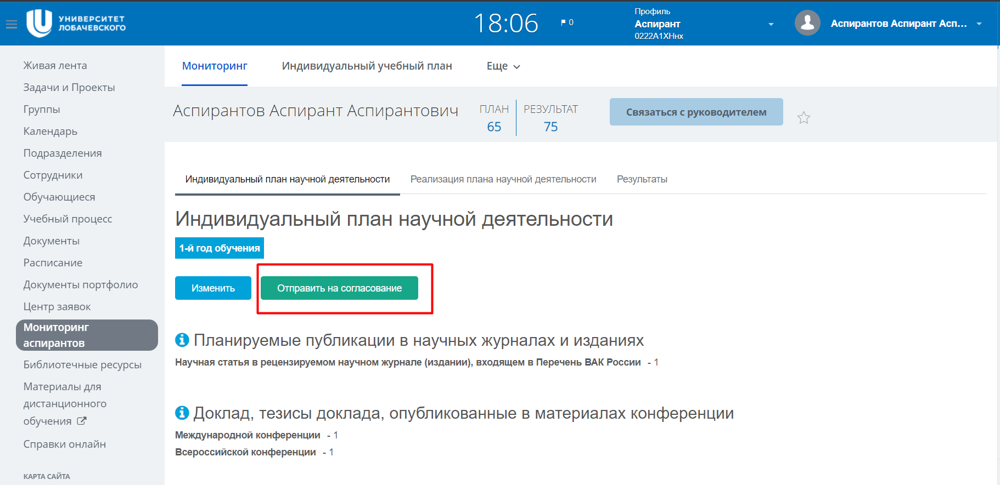 УНИВЕРСИТЕТ
ЛОБАЧЕВСКОГО
18:06
0
Профиль
Аспирант
0222А1ХНнх
Аспирантов Аспирант Асп...
Живая лента
Задачи и Проекты
Группы
Календарь
Подразделения
Сотрудники
Обучающиеся
Учебный процесс
Документы
Расписание
Документы портфолио
Центр заявок
Мониторинг
аспирантов
Библиотечные ресурсы
Материалы для
дистанционного
обучения
Справки онлайн
КАРТА САЙТА
Мониторинг
Индивидуальный учебный план
Еще
Аспирантов Аспирант Аспирантович
ПЛАН
65
РЕЗУЛЬТАТ
75
Связаться с руководителем
Индивидуальный план научной деятельности
Реализация плана научной деятельности
Результаты
Индивидуальный план научной деятельности
1-й год обучения
Изменить
Отправить на согласование
Планируемые публикации в научных журналах и изданиях
Научная статья в рецензируемом научном журнале (издании), входящем в Перечень ВАК России - 1
Доклад, тезисы доклада, опубликованные в материалах конференции
Международной конференции - 1
Всероссийской конференции - 1